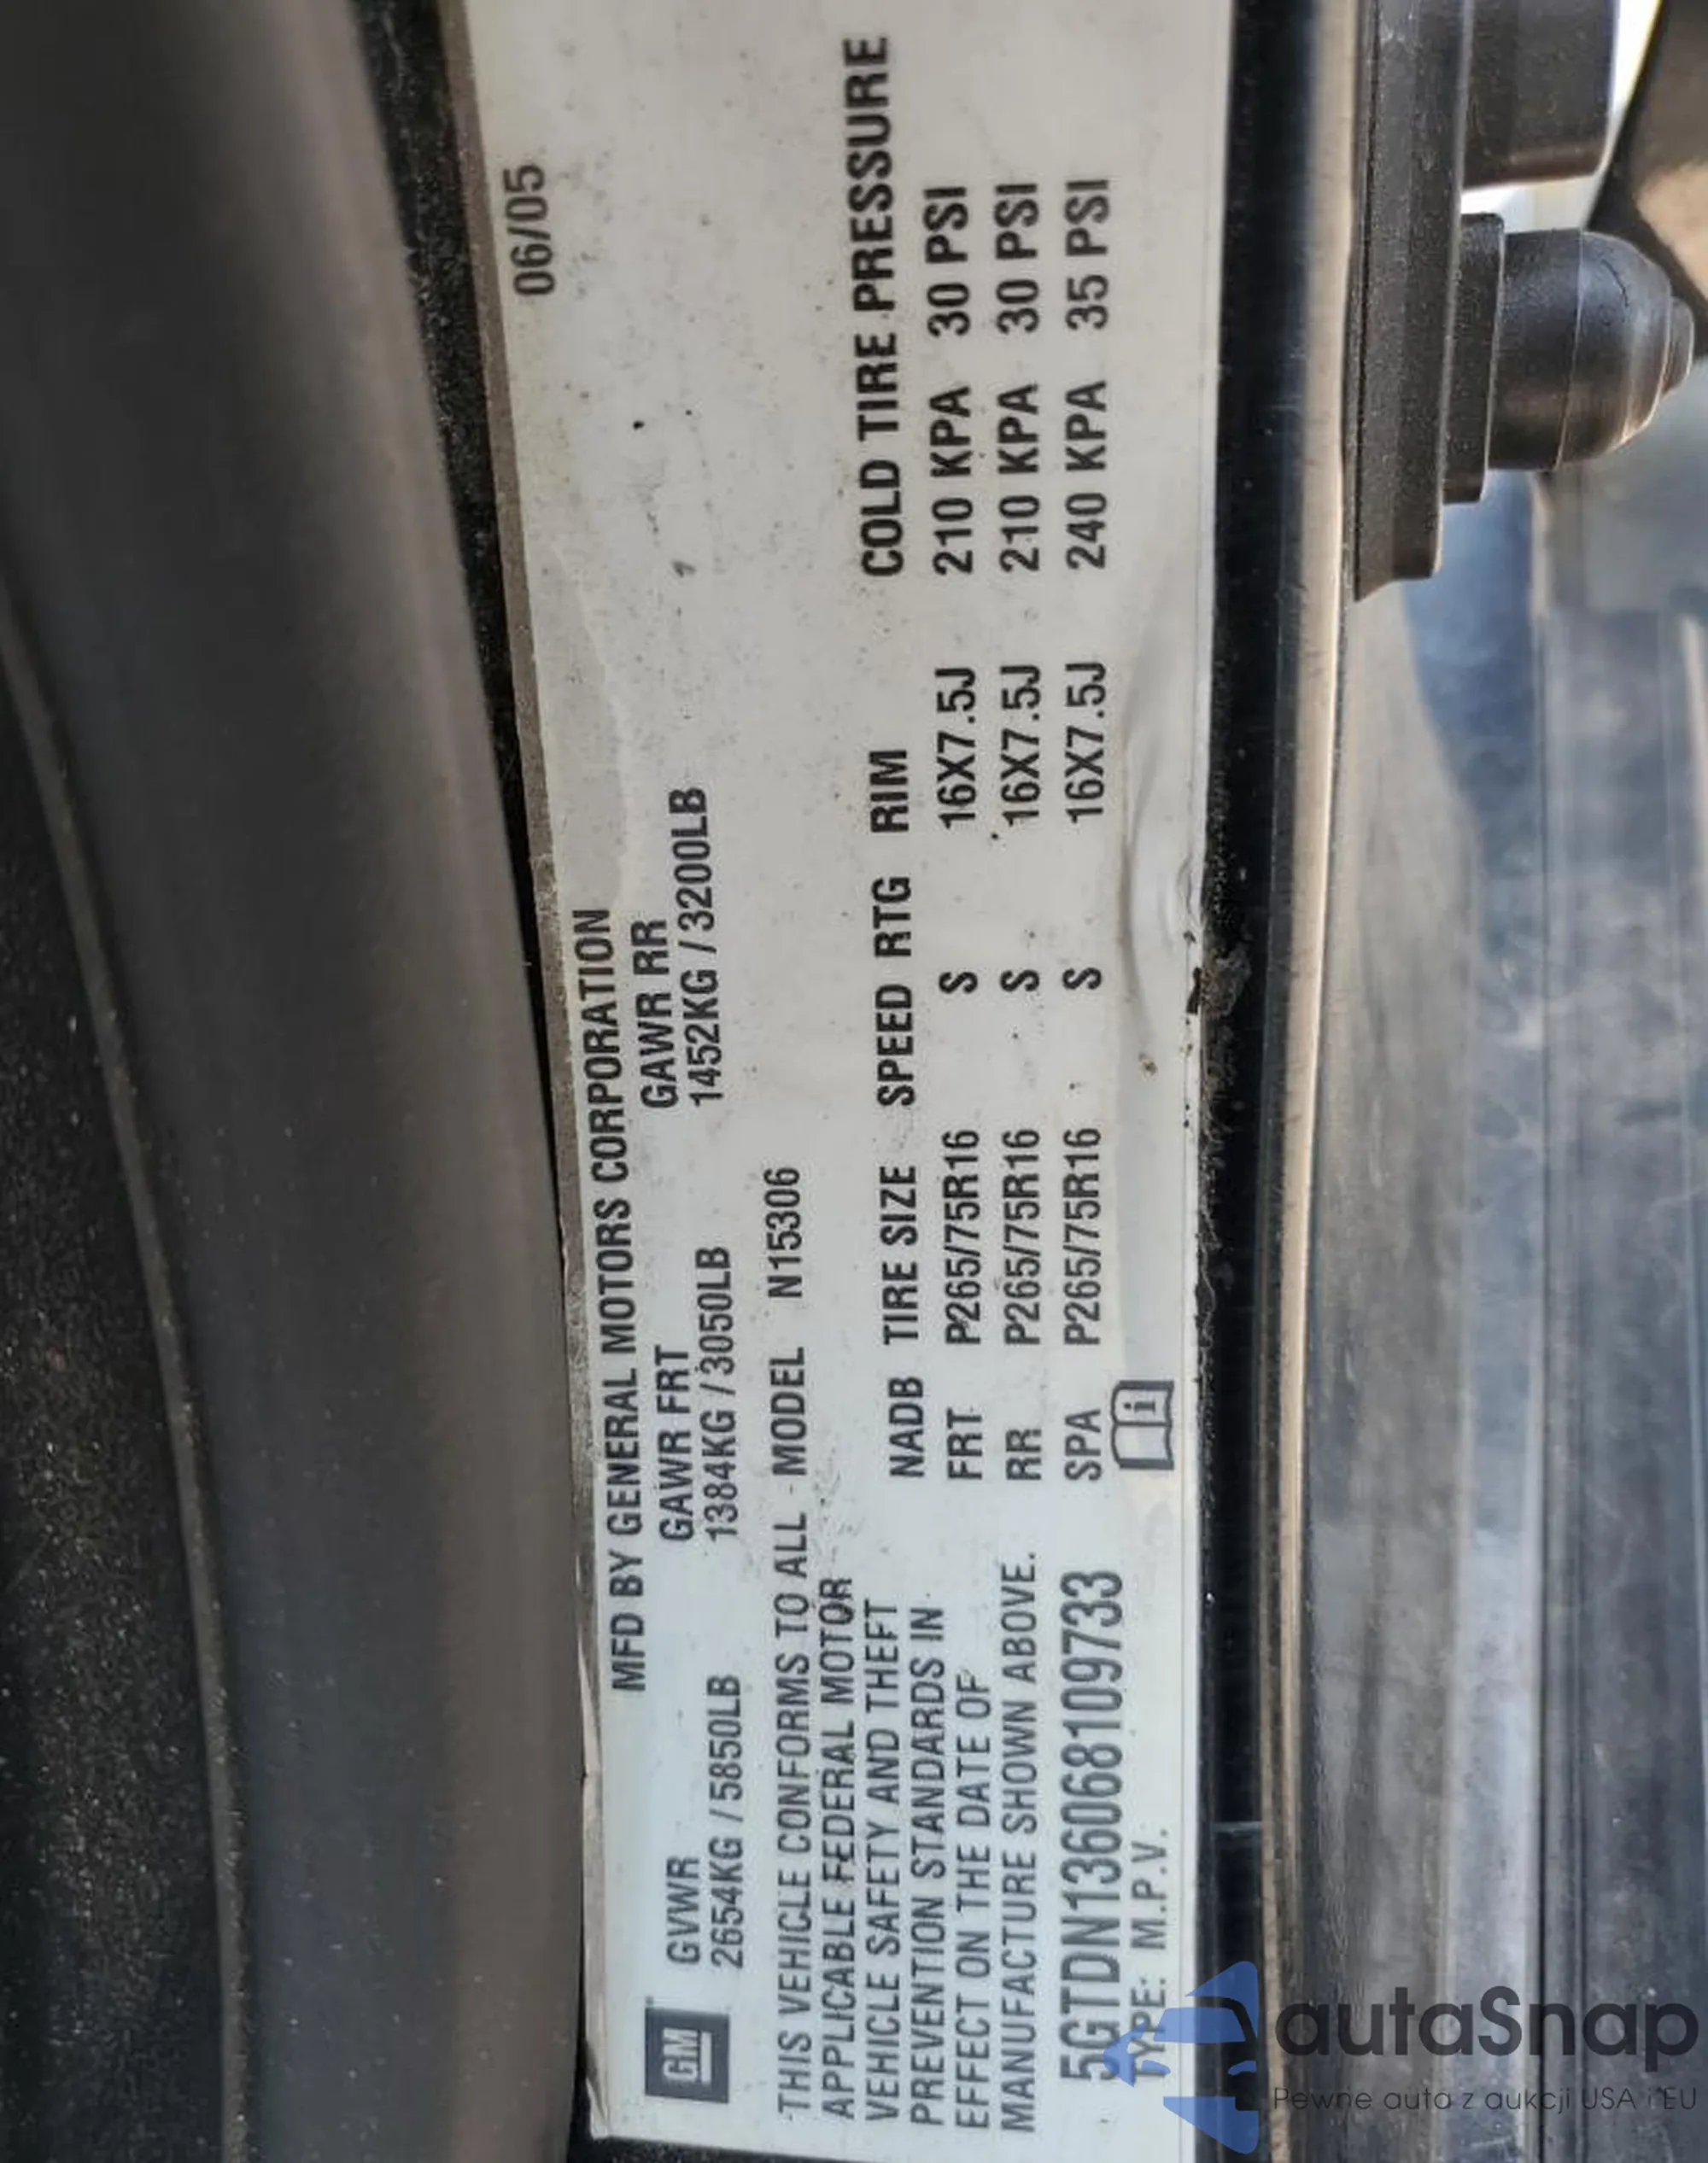 06/05
MFD BY GENERAL MOTORS CORPORATION
GM
GVWR GAWR FRT GAWR RR
2654KG / 5850LB 1384KG / 3050LB 1452KG / 3200LB
THIS VEHICLE CONFORMS TO ALL MODEL N15306
APPLICABLE FEDERAL MOTOR
VEHICLE SAFETY AND THEFT
PREVENTION STANDARDS IN
EFFECT ON THE DATE OF
MANUFACTURE SHOWN ABOVE.
NADB TIRE SIZE SPEED RTG RIM COLD TIRE PRESSURE
FRT P265/75R16 S 16X7.5J 210 KPA 30 PSI
RR P265/75R16 S 16X7.5J 210 KPA 30 PSI
SPA P265/75R16 S 16X7.5J 240 KPA 35 PSI
5GTDN136068109733
TYPE: M.P.V.
i
autaSnap
Pewne auta z aukcji USA i EU